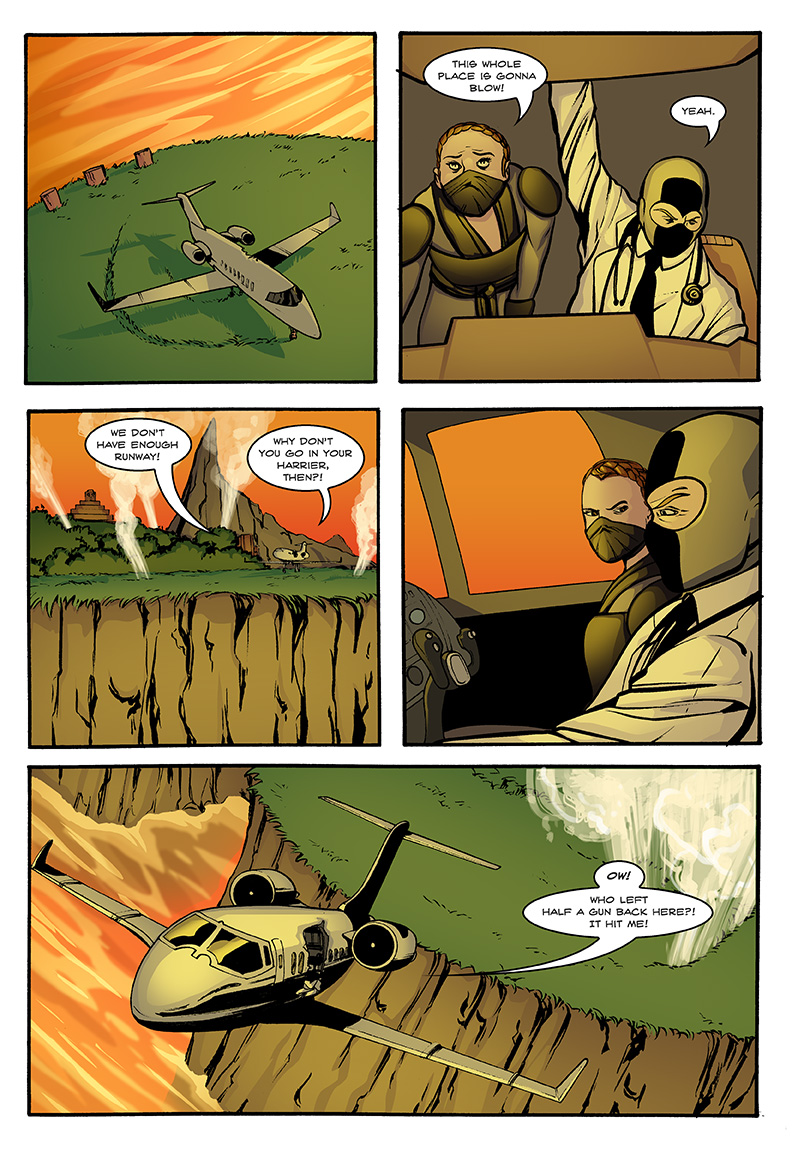 THIS WHOLE
PLACE IS GONNA
BLOW!
YEAH.
WE DON'T
HAVE ENOUGH
RUNWAY!
WHY DON'T
YOU GO IN YOUR
HARRIER,
THEN?!
OW!
WHO LEFT
HALF A GUN BACK HERE?!
IT HIT ME!